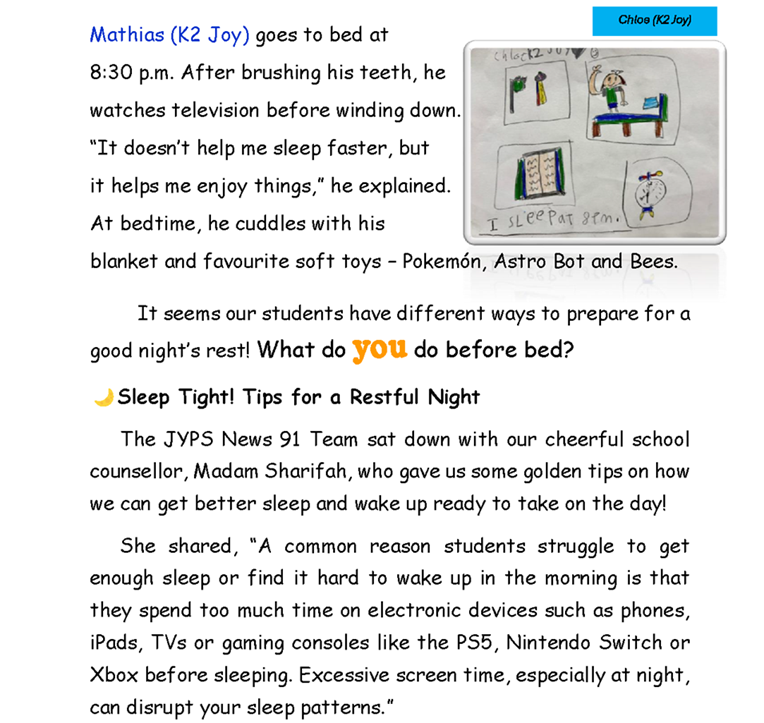 Chloe (K2 Joy)
Mathias (K2 Joy) goes to bed at
8:30 p.m. After brushing his teeth, he
watches television before winding down.
“It doesn’t help me sleep faster, but
it helps me enjoy things,” he explained.
At bedtime, he cuddles with his
blanket and favourite soft toys – Pokemón, Astro Bot and Bees.
I SLeePat 8Pm.
It seems our students have different ways to prepare for a
good night’s rest! What do you do before bed?
🌙Sleep Tight! Tips for a Restful Night
The JYPS News 91 Team sat down with our cheerful school
counsellor, Madam Sharifah, who gave us some golden tips on how
we can get better sleep and wake up ready to take on the day!
She shared, “A common reason students struggle to get
enough sleep or find it hard to wake up in the morning is that
they spend too much time on electronic devices such as phones,
iPads, TVs or gaming consoles like the PS5, Nintendo Switch or
Xbox before sleeping. Excessive screen time, especially at night,
can disrupt your sleep patterns.”